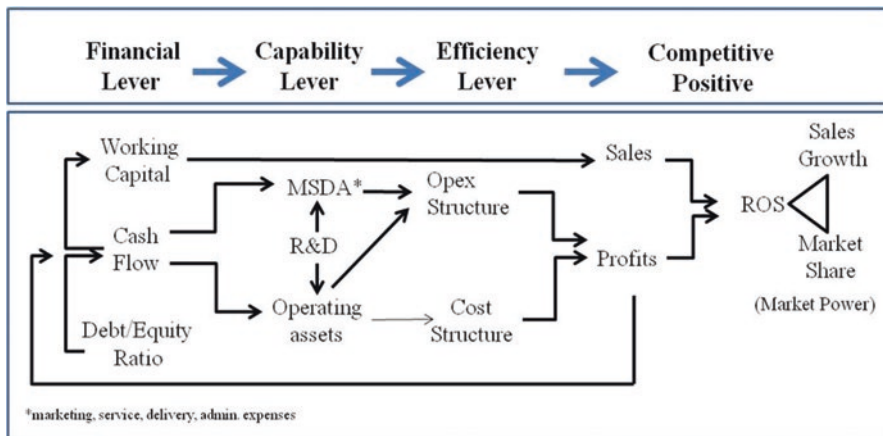 Financial
Lever
Capability
Lever
Efficiency
Lever
Competitive
Positive
Working
Capital
Cash
Flow
Debt/Equity
Ratio
MSDA*
R&D
Operating
assets
Opex
Structure
Cost
Structure
Sales
Profits
ROS
Sales
Growth
Market
Share
(Market Power)
*marketing, service, delivery, admin. expenses